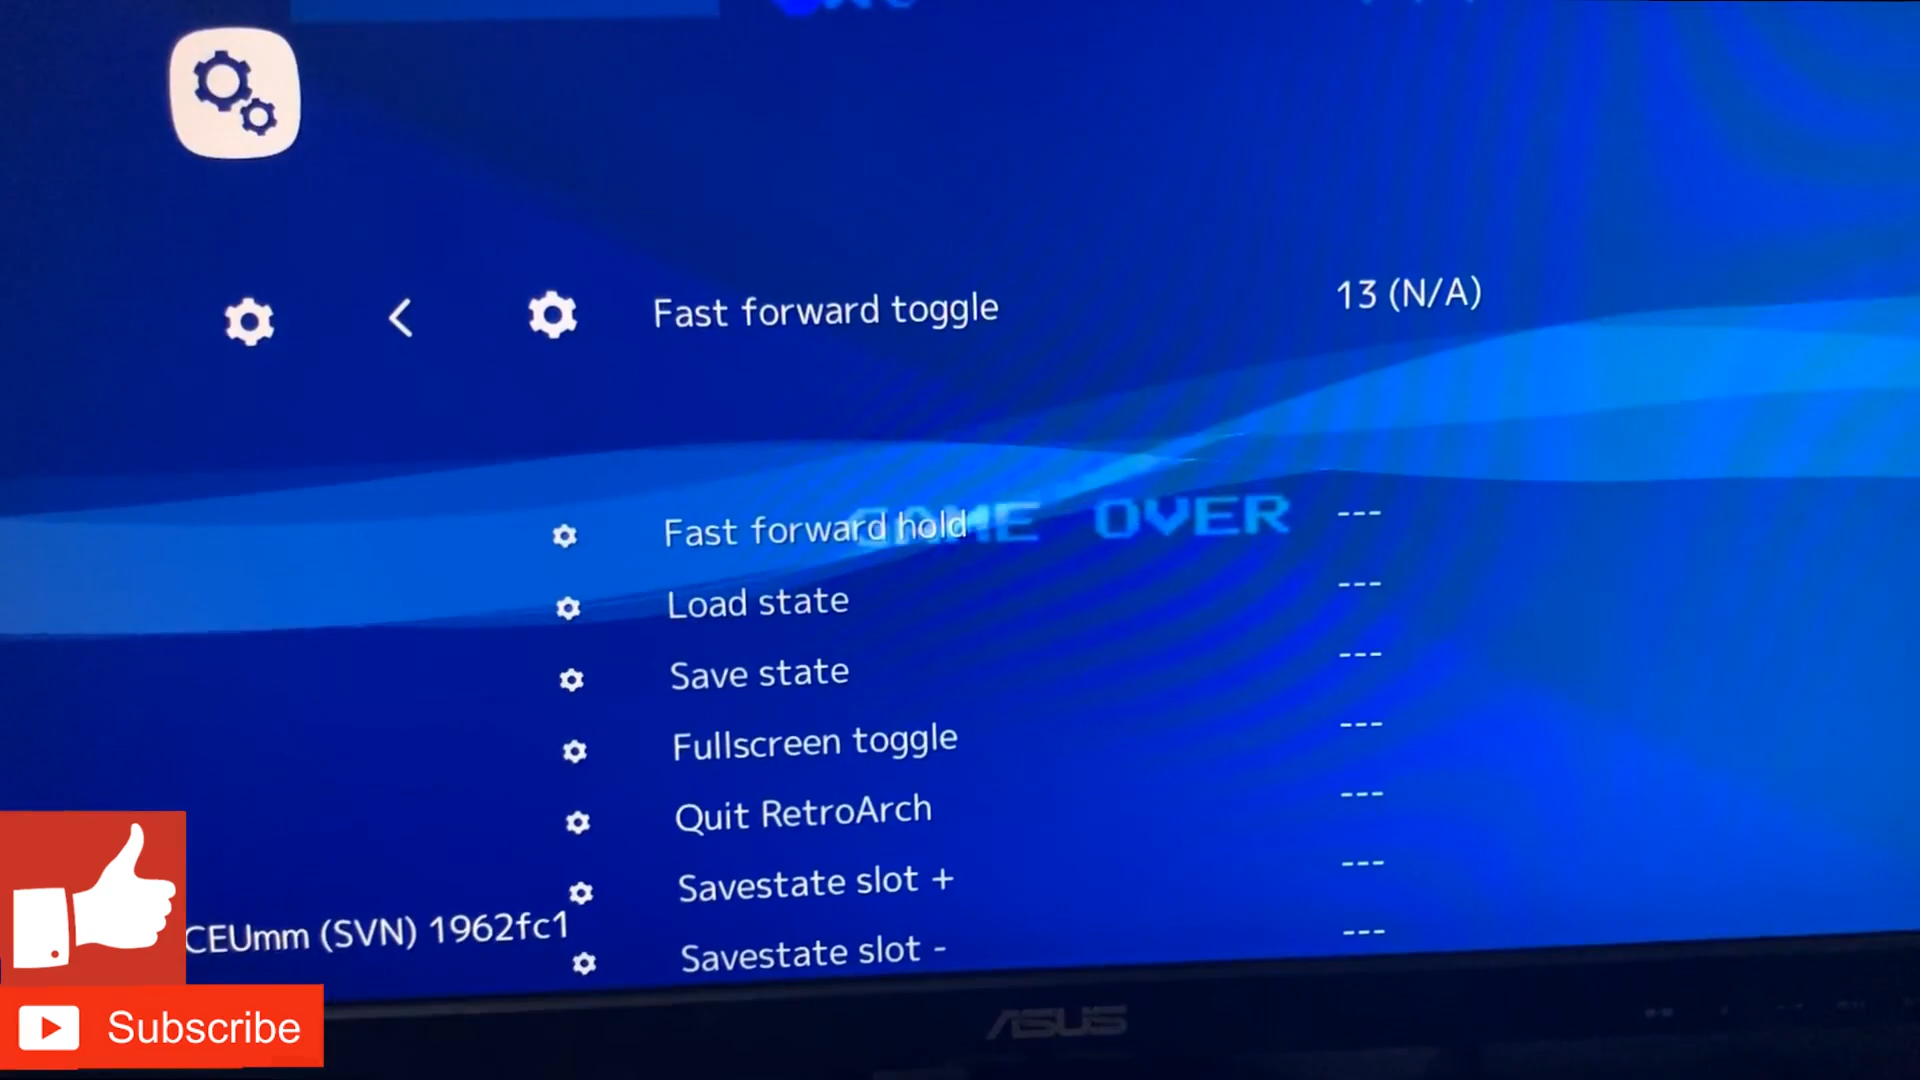 Fast forward toggle 13 (N/A)
Fast forward hold ---
GAME OVER
Load state ---
Save state ---
Fullscreen toggle ---
Quit RetroArch ---
Savestate slot + ---
CEUmm (SVN) 1962fc1
Savestate slot - ---
ASUS
Subscribe